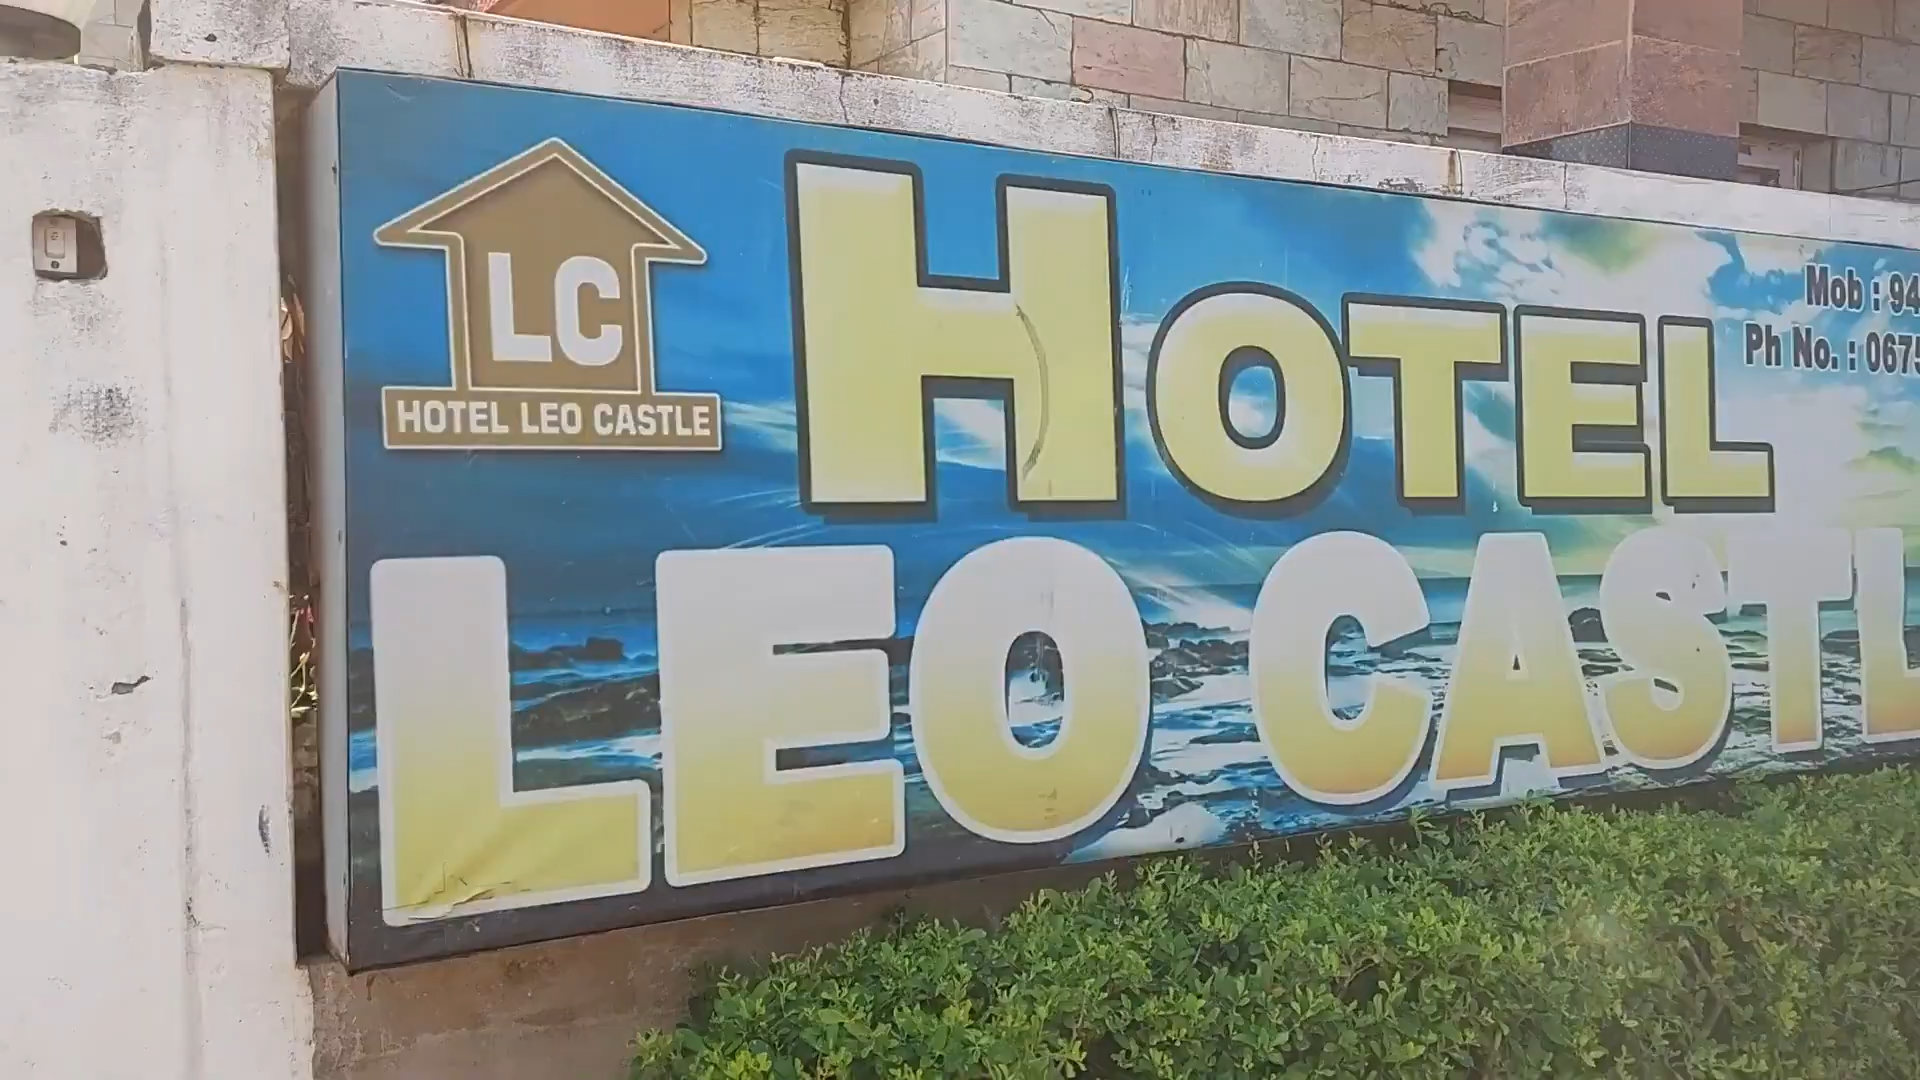 LC
HOTEL LEO CASTLE
HOTEL
Mob : 94
Ph No. : 0675
LEO CASTL